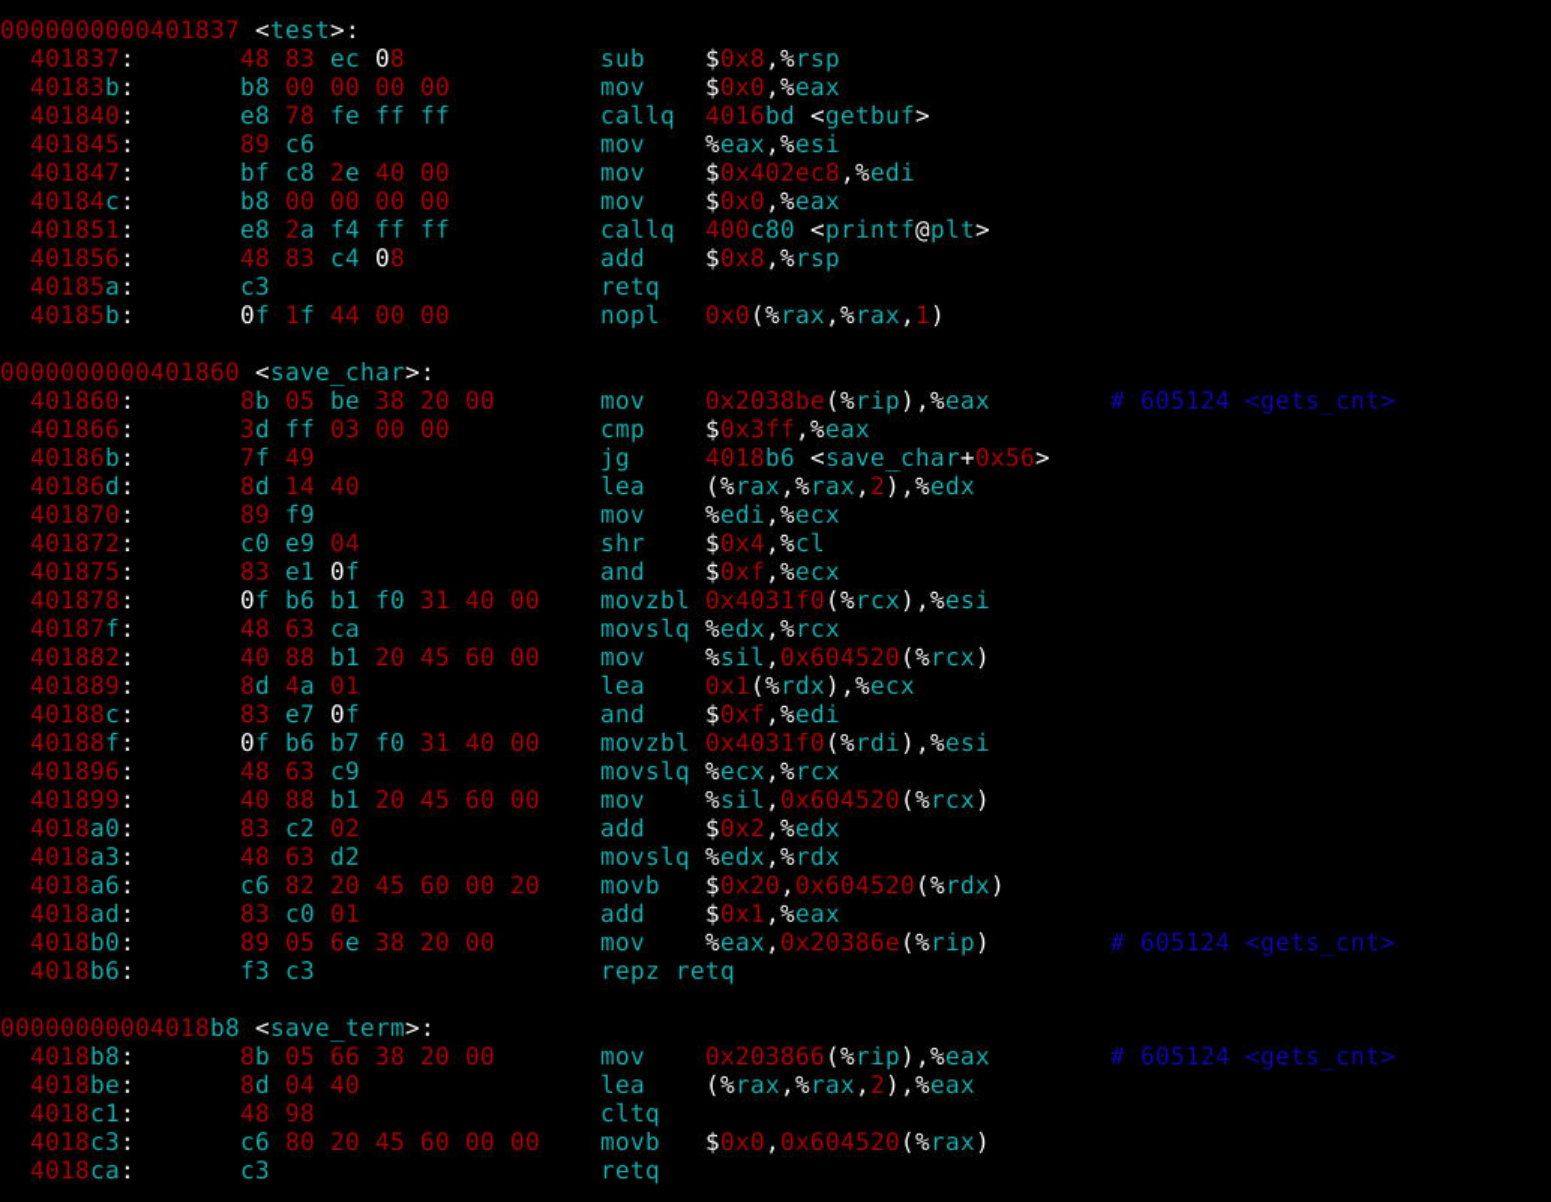 0000000000401837 <test>:
  401837:       48 83 ec 08             sub    $0x8,%rsp
  40183b:       b8 00 00 00 00          mov    $0x0,%eax
  401840:       e8 78 fe ff ff          callq  4016bd <getbuf>
  401845:       89 c6                   mov    %eax,%esi
  401847:       bf c8 2e 40 00          mov    $0x402ec8,%edi
  40184c:       b8 00 00 00 00          mov    $0x0,%eax
  401851:       e8 2a f4 ff ff          callq  400c80 <printf@plt>
  401856:       48 83 c4 08             add    $0x8,%rsp
  40185a:       c3                      retq
  40185b:       0f 1f 44 00 00          nopl   0x0(%rax,%rax,1)

0000000000401860 <save_char>:
  401860:       8b 05 be 38 20 00       mov    0x2038be(%rip),%eax        # 605124 <gets_cnt>
  401866:       3d ff 03 00 00          cmp    $0x3ff,%eax
  40186b:       7f 49                   jg     4018b6 <save_char+0x56>
  40186d:       8d 14 40                lea    (%rax,%rax,2),%edx
  401870:       89 f9                   mov    %edi,%ecx
  401872:       c0 e9 04                shr    $0x4,%cl
  401875:       83 e1 0f                and    $0xf,%ecx
  401878:       0f b6 b1 f0 31 40 00    movzbl 0x4031f0(%rcx),%esi
  40187f:       48 63 ca                movslq %edx,%rcx
  401882:       40 88 b1 20 45 60 00    mov    %sil,0x604520(%rcx)
  401889:       8d 4a 01                lea    0x1(%rdx),%ecx
  40188c:       83 e7 0f                and    $0xf,%edi
  40188f:       0f b6 b7 f0 31 40 00    movzbl 0x4031f0(%rdi),%esi
  401896:       48 63 c9                movslq %ecx,%rcx
  401899:       40 88 b1 20 45 60 00    mov    %sil,0x604520(%rcx)
  4018a0:       83 c2 02                add    $0x2,%edx
  4018a3:       48 63 d2                movslq %edx,%rdx
  4018a6:       c6 82 20 45 60 00 20    movb   $0x20,0x604520(%rdx)
  4018ad:       83 c0 01                add    $0x1,%eax
  4018b0:       89 05 6e 38 20 00       mov    %eax,0x20386e(%rip)        # 605124 <gets_cnt>
  4018b6:       f3 c3                   repz retq

00000000004018b8 <save_term>:
  4018b8:       8b 05 66 38 20 00       mov    0x203866(%rip),%eax        # 605124 <gets_cnt>
  4018be:       8d 04 40                lea    (%rax,%rax,2),%eax
  4018c1:       48 98                   cltq
  4018c3:       c6 80 20 45 60 00 00    movb   $0x0,0x604520(%rax)
  4018ca:       c3                      retq